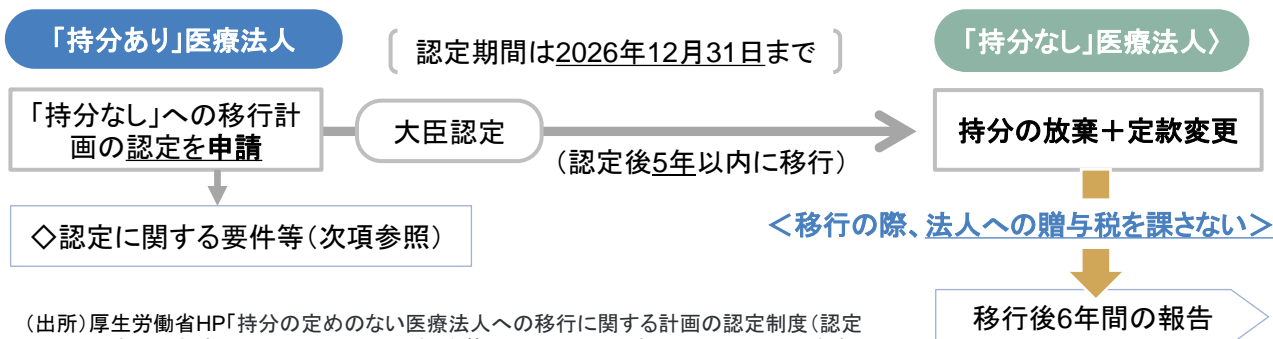 「持分あり」医療法人
認定期間は2026年12月31日まで
「持分なし」医療法人〉
「持分なし」への移行計
画の認定を申請
大臣認定
(認定後5年以内に移行)
持分の放棄+定款変更
◇認定に関する要件等(次項参照)
<移行の際、法人への贈与税を課さない>
移行後6年間の報告
(出所)厚生労働省HP「持分の定めのない医療法人への移行に関する計画の認定制度(認定